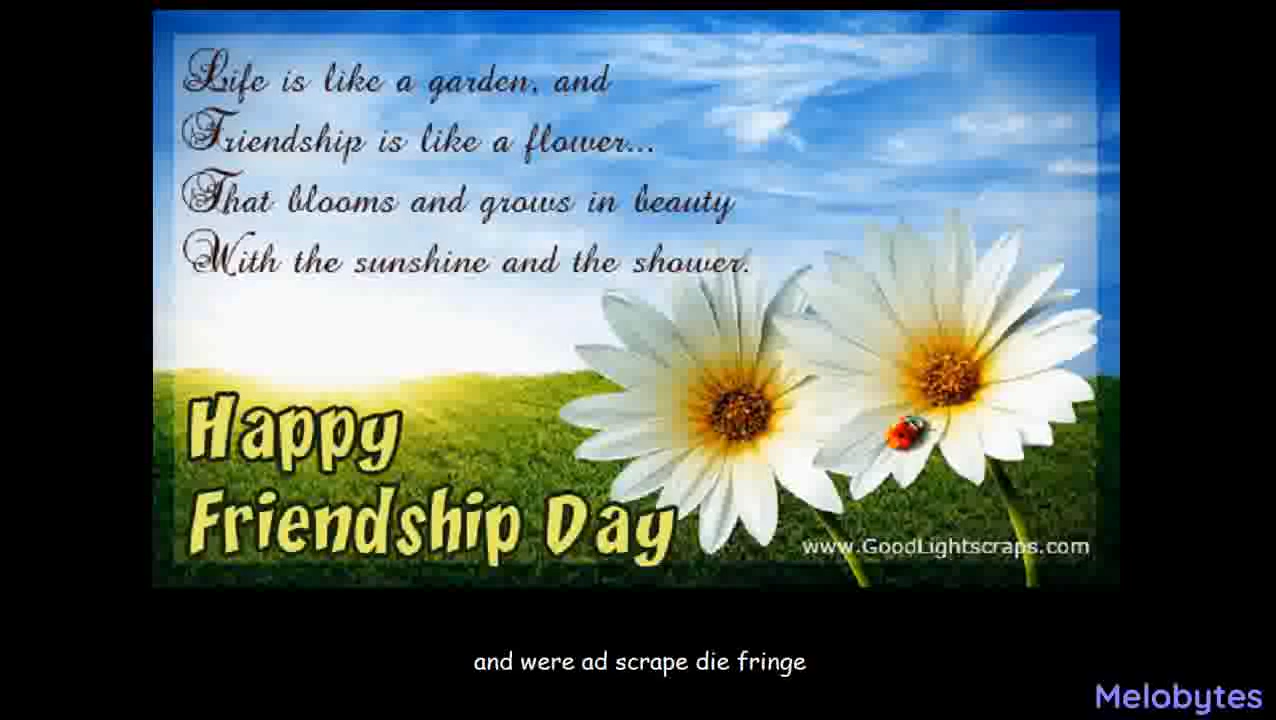 Life is like a garden, and
Friendship is like a flower...
That blooms and grows in beauty
With the sunshine and the shower.
Happy
Friendship Day
www.GoodLightscraps.com
and were ad scrape die fringe
Melobytes